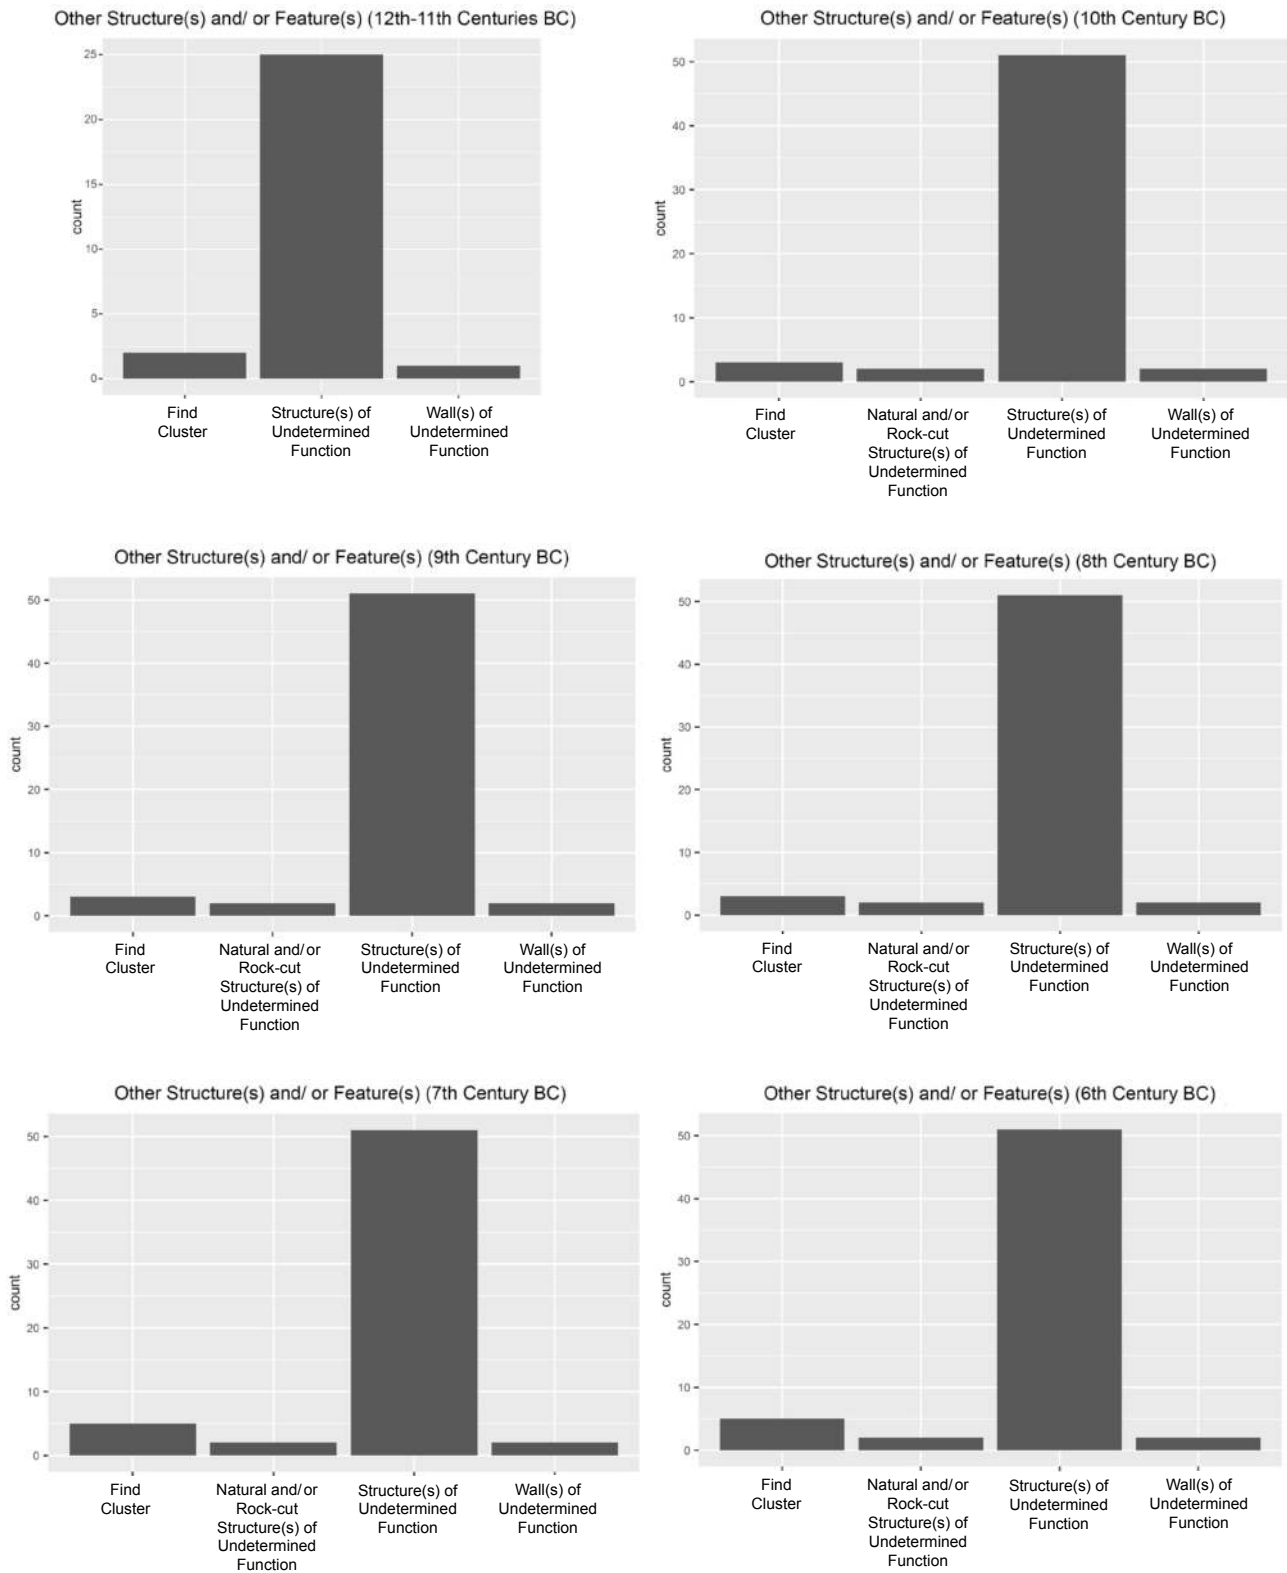 Other Structure(s) and/ or Feature(s) (12th-11th Centuries BC)
count
25
20
15
10
5
0
Find
Cluster
Structure(s) of
Undetermined
Function
Wall(s) of
Undetermined
Function
Other Structure(s) and/ or Feature(s) (10th Century BC)
count
50
40
30
20
10
0
Find
Cluster
Natural and/or
Rock-cut
Structure(s) of
Undetermined
Function
Structure(s) of
Undetermined
Function
Wall(s) of
Undetermined
Function
Other Structure(s) and/ or Feature(s) (9th Century BC)
count
50
40
30
20
10
0
Find
Cluster
Natural and/or
Rock-cut
Structure(s) of
Undetermined
Function
Structure(s) of
Undetermined
Function
Wall(s) of
Undetermined
Function
Other Structure(s) and/ or Feature(s) (8th Century BC)
count
50
40
30
20
10
0
Find
Cluster
Natural and/or
Rock-cut
Structure(s) of
Undetermined
Function
Structure(s) of
Undetermined
Function
Wall(s) of
Undetermined
Function
Other Structure(s) and/ or Feature(s) (7th Century BC)
count
50
40
30
20
10
0
Find
Cluster
Natural and/or
Rock-cut
Structure(s) of
Undetermined
Function
Structure(s) of
Undetermined
Function
Wall(s) of
Undetermined
Function
Other Structure(s) and/ or Feature(s) (6th Century BC)
count
50
40
30
20
10
0
Find
Cluster
Natural and/or
Rock-cut
Structure(s) of
Undetermined
Function
Structure(s) of
Undetermined
Function
Wall(s) of
Undetermined
Function